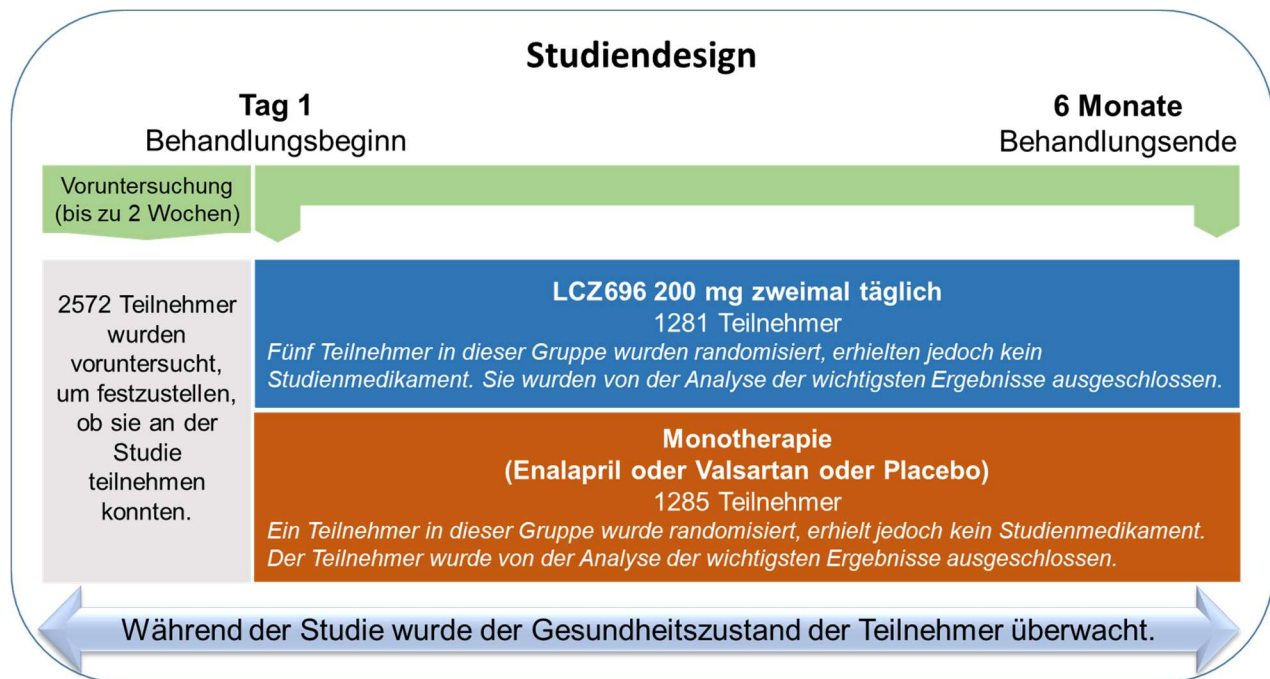 Studiendesign
Tag 1
Behandlungsbeginn
6 Monate
Behandlungsende
Voruntersuchung
(bis zu 2 Wochen)
2572 Teilnehmer
wurden
voruntersucht,
um festzustellen,
ob sie an der
Studie
teilnehmen
konnten.
LCZ696 200 mg zweimal täglich
1281 Teilnehmer
Fünf Teilnehmer in dieser Gruppe wurden randomisiert, erhielten jedoch kein
Studienmedikament. Sie wurden von der Analyse der wichtigsten Ergebnisse ausgeschlossen.
Monotherapie
(Enalapril oder Valsartan oder Placebo)
1285 Teilnehmer
Ein Teilnehmer in dieser Gruppe wurde randomisiert, erhielt jedoch kein Studienmedikament.
Der Teilnehmer wurde von der Analyse der wichtigsten Ergebnisse ausgeschlossen.
Während der Studie wurde der Gesundheitszustand der Teilnehmer überwacht.